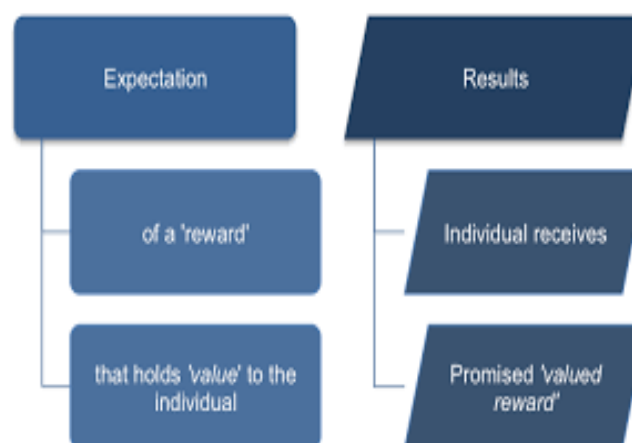 Expectation
of a 'reward'
that holds 'value' to the
individual
Results
Individual receives
Promised 'valued
reward"